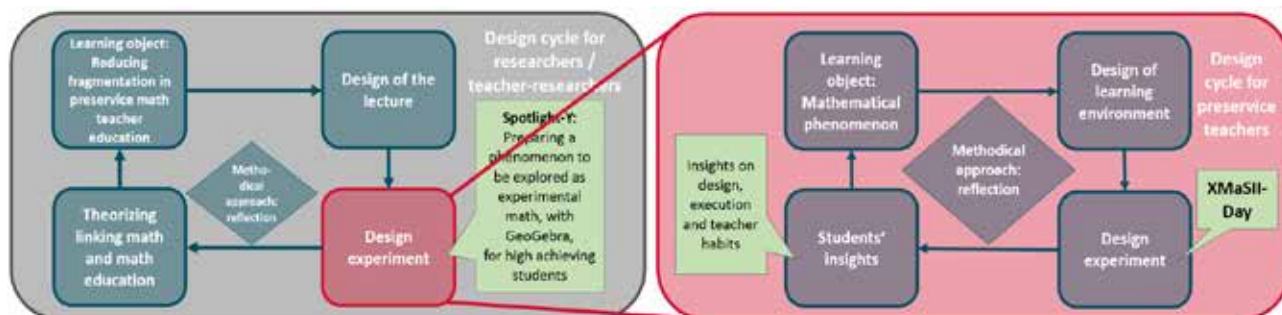 Learning object:
Reducing
fragmentation in
preservice math
teacher
education
Design of the
lecture
Design cycle for
researchers /
teacher-researchers
Spotlight-Y:
Preparing a
phenomenon to
be explored as
experimental
math, with
GeoGebra,
for high achieving
students
Metho-
dical
approach:
reflection
Theorizing
linking math
and math
education
Design
experiment
Learning
object:
Mathematical
phenomenon
Design of
learning
environment
Design
cycle for
preservice
teachers
Methodical
approach:
reflection
Insights on
design,
execution
and teacher
habits
Students'
insights
Design
experiment
XMaSII-
Day